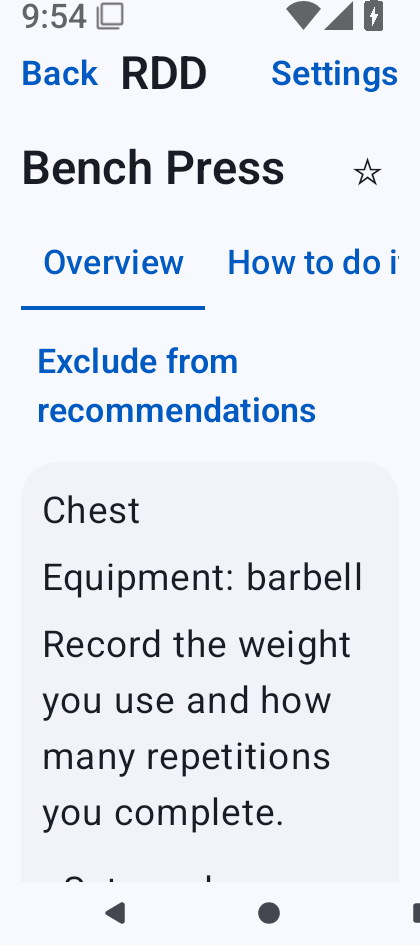 9:54
Back RDD Settings
Bench Press ☆
Overview How to do i
Exclude from
recommendations
Chest
Equipment: barbell
Record the weight
you use and how
many repetitions
you complete.